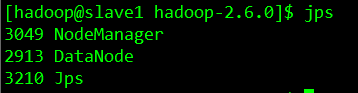 [hadoop@slave1 hadoop-2.6.0]$ jps
3049 NodeManager
2913 DataNode
3210 Jps